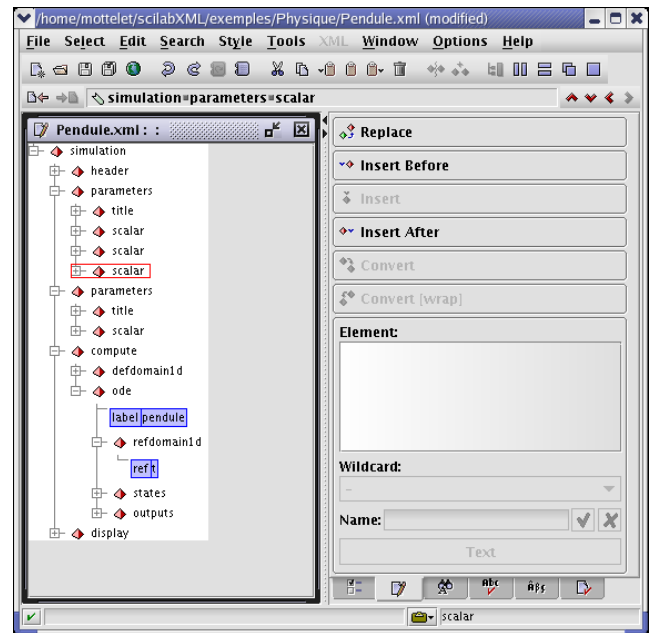 /home/mottelet/scilabXML/exemples/Physique/Pendule.xml (modified)
File Select Edit Search Style Tools XML Window Options Help
simulation=parameters=scalar
Pendule.xml : :
simulation
header
parameters
title
scalar
scalar
scalar
parameters
title
scalar
compute
defdomain1d
ode
label pendule
refdomain1d
ref t
states
outputs
display
Replace
Insert Before
Insert
Insert After
Convert
Convert [wrap]
Element:
Wildcard:
-
Name:
Text
Abc
scalar